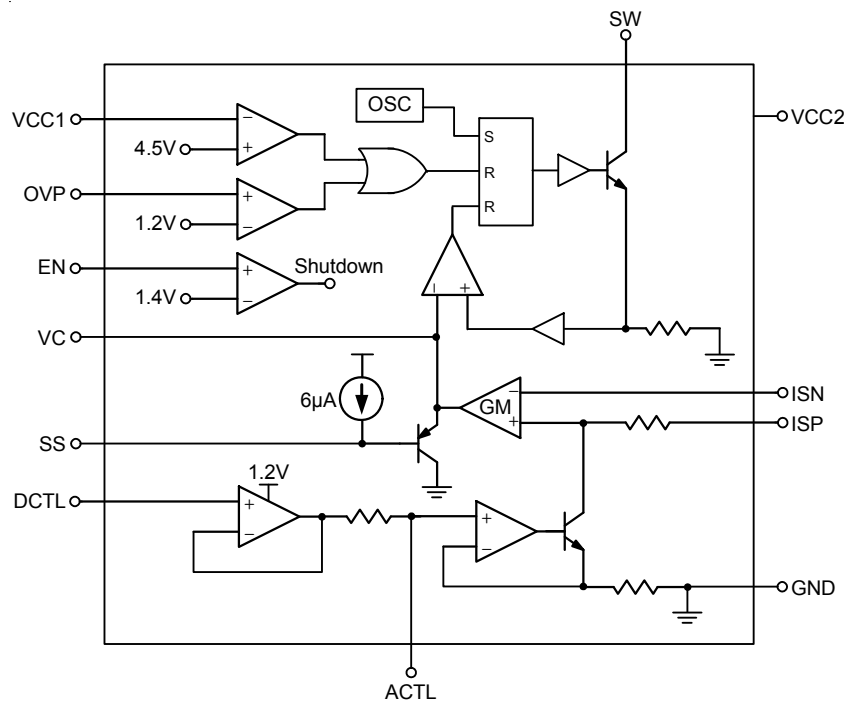 SW
VCC1
−
4.5V
+
OSC
S
R
R
VCC2
OVP
+
1.2V
−
EN
+
Shutdown
1.4V
−
− +
VC
6µA
GM
−
+
ISN
ISP
SS
1.2V
DCTL
+
−
+
−
GND
ACTL